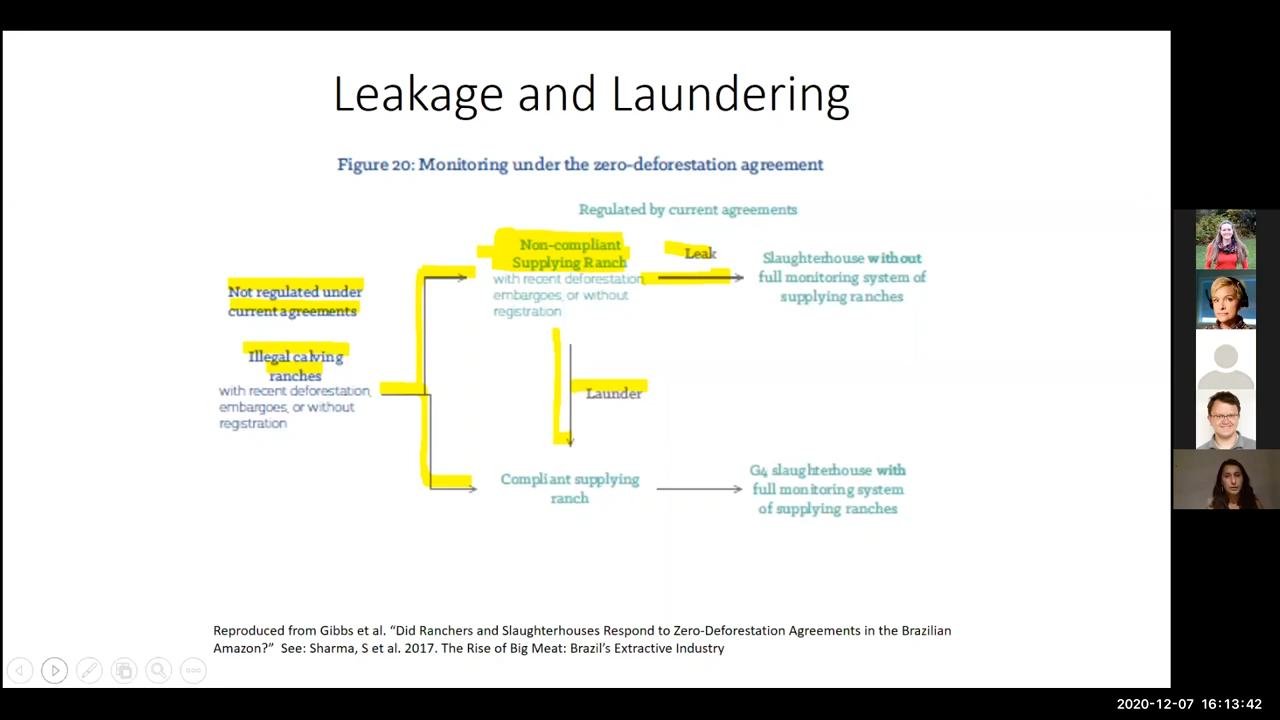 Leakage and Laundering
Figure 20: Monitoring under the zero-deforestation agreement
Regulated by current agreements
Not regulated under
current agreements
Illegal calving
ranches
with recent deforestation,
embargoes, or without
registration
Non-compliant
Supplying Ranch
with recent deforestation,
embargoes, or without
registration
Leak
Slaughterhouse without
full monitoring system of
supplying ranches
Launder
Compliant supplying
ranch
G4 slaughterhouse with
full monitoring system
of supplying ranches
Reproduced from Gibbs et al. “Did Ranchers and Slaughterhouses Respond to Zero-Deforestation Agreements in the Brazilian
Amazon?” See: Sharma, S et al. 2017. The Rise of Big Meat: Brazil’s Extractive Industry
2020-12-07 16:13:42